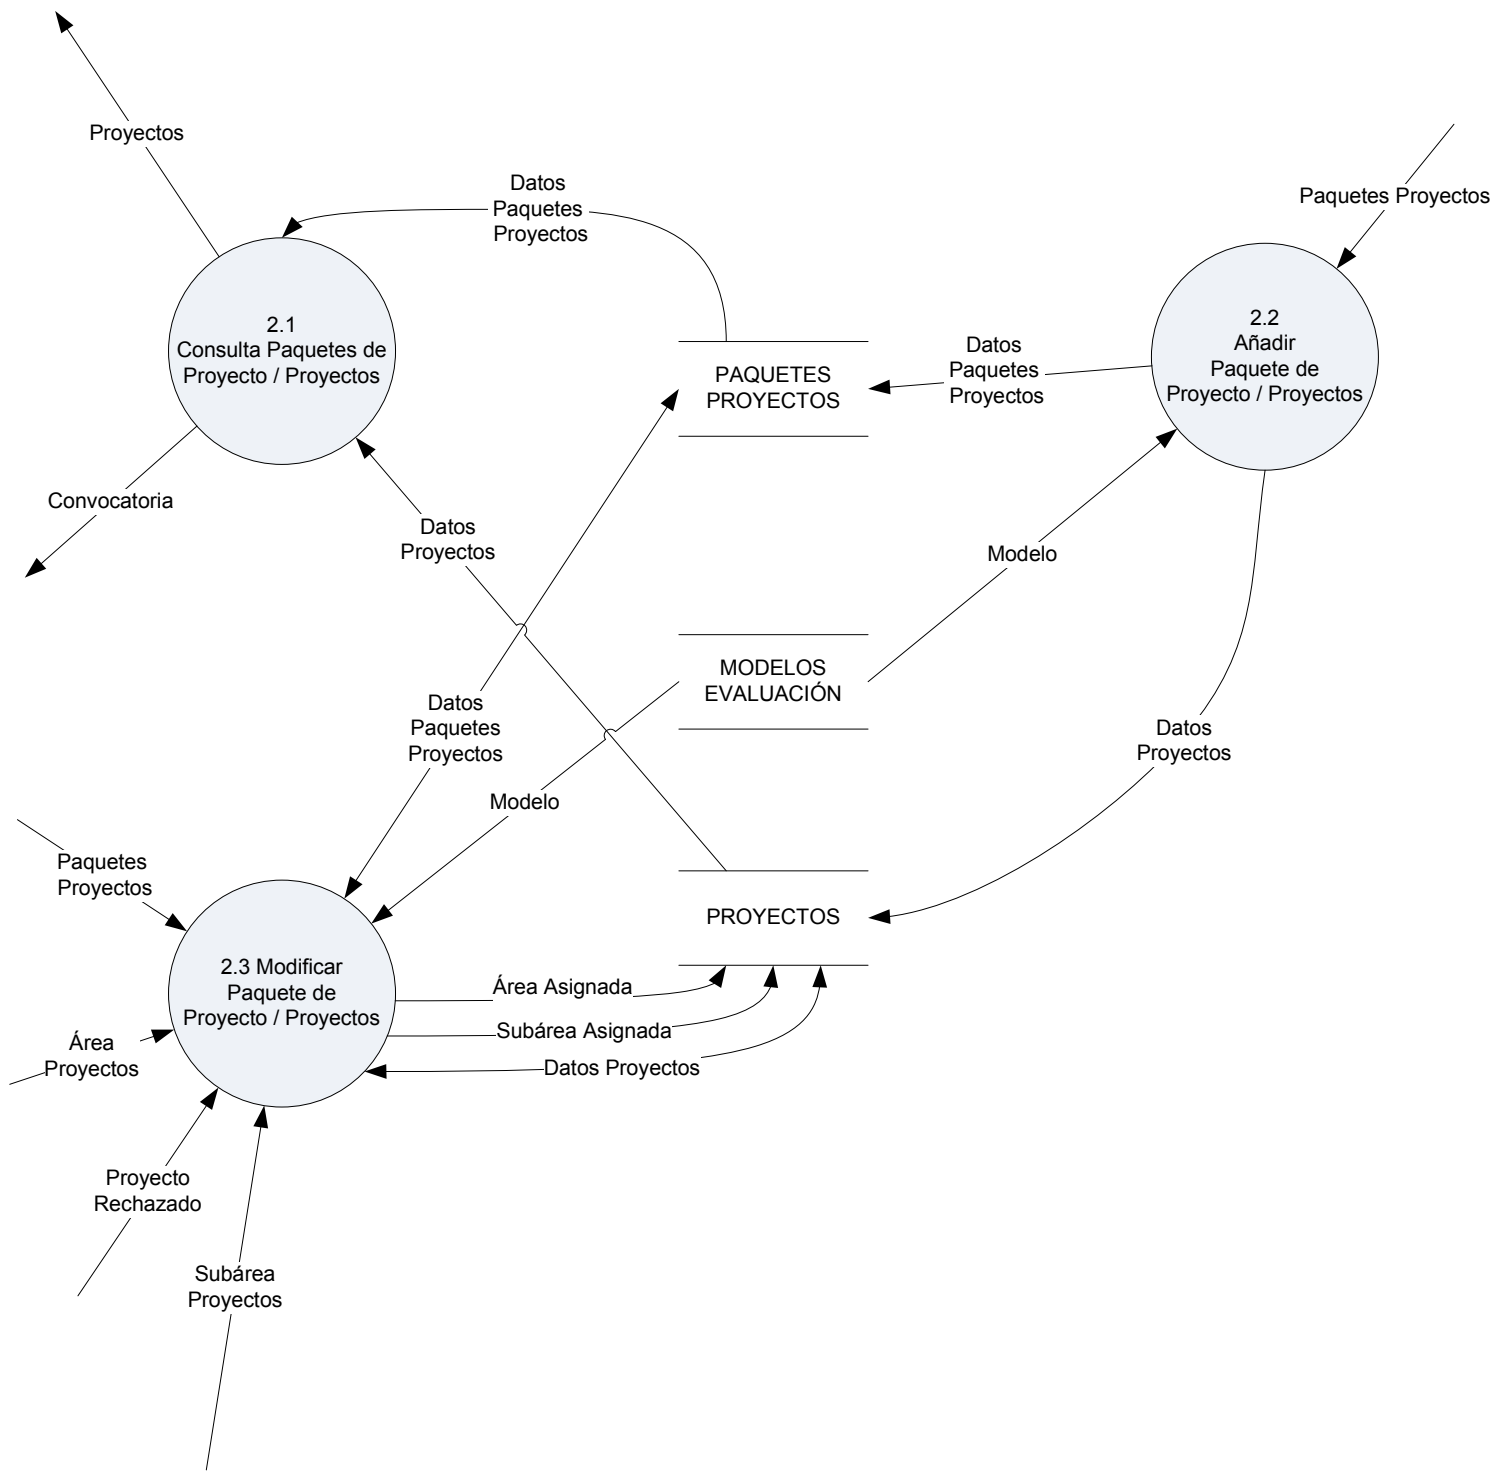 Proyectos
Datos
Paquetes
Proyectos
Paquetes Proyectos
2.1
Consulta Paquetes de
Proyecto / Proyectos
PAQUETES
PROYECTOS
Datos
Paquetes
Proyectos
2.2
Añadir
Paquete de
Proyecto / Proyectos
Convocatoria
Datos
Proyectos
Modelo
MODELOS
EVALUACIÓN
Datos
Paquetes
Proyectos
Datos
Proyectos
Modelo
Paquetes
Proyectos
PROYECTOS
2.3 Modificar
Paquete de
Proyecto / Proyectos
Área Asignada
Subárea Asignada
Datos Proyectos
Área
Proyectos
Proyecto
Rechazado
Subárea
Proyectos